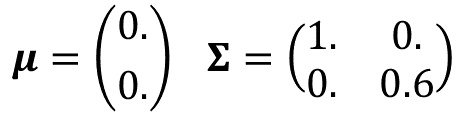 𝝁 = (0. 0.) 𝚺 = (1. 0. 0. 0.6)